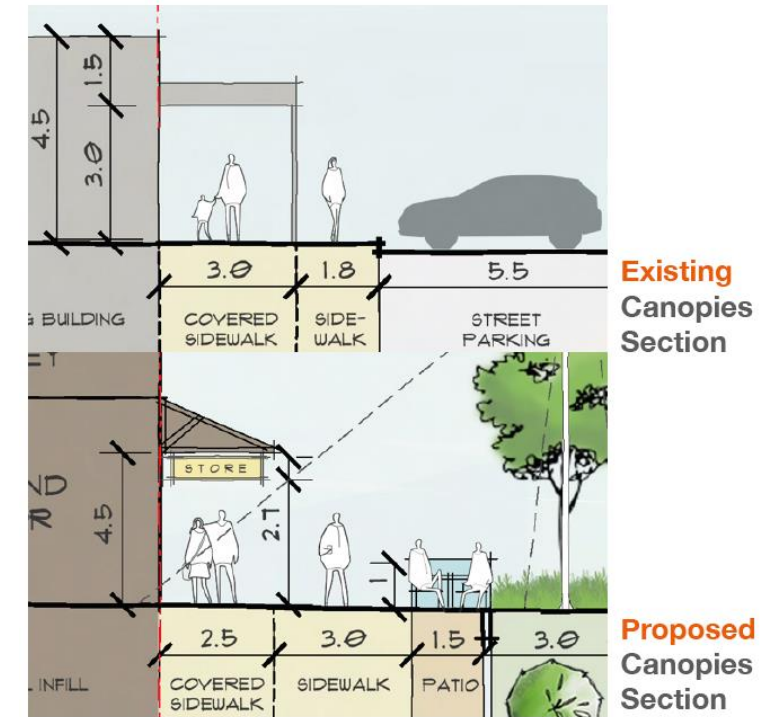 4.5
1.5
3.0
3.0
1.8
5.5
G BUILDING
COVERED
SIDEWALK
SIDE-
WALK
STREET
PARKING
Existing
Canopies
Section
STORE
4.5
2.7
1
2.5
3.0
1.5
3.0
INFILL
COVERED
SIDEWALK
SIDEWALK
PATIO
Proposed
Canopies
Section